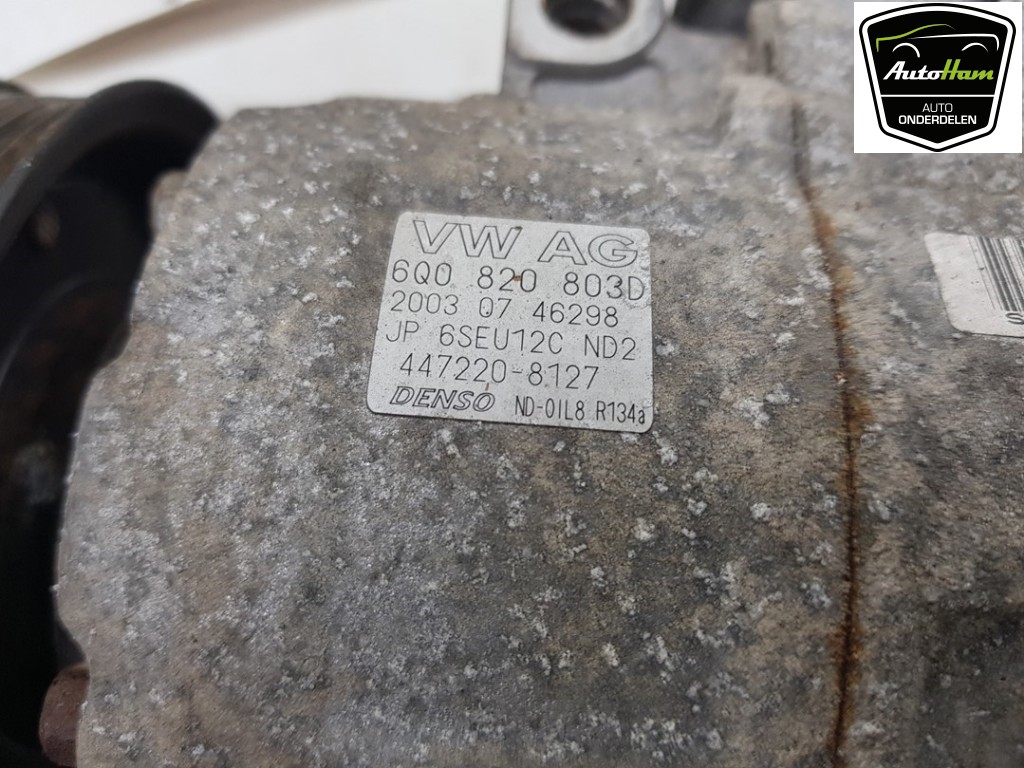 VW AG
6Q0 820 803D
2003 07 46298
JP 6SEU12C ND2
447220-8127
DENSO ND-OIL8 R134a
AutoHam
AUTO
ONDERDELEN
S